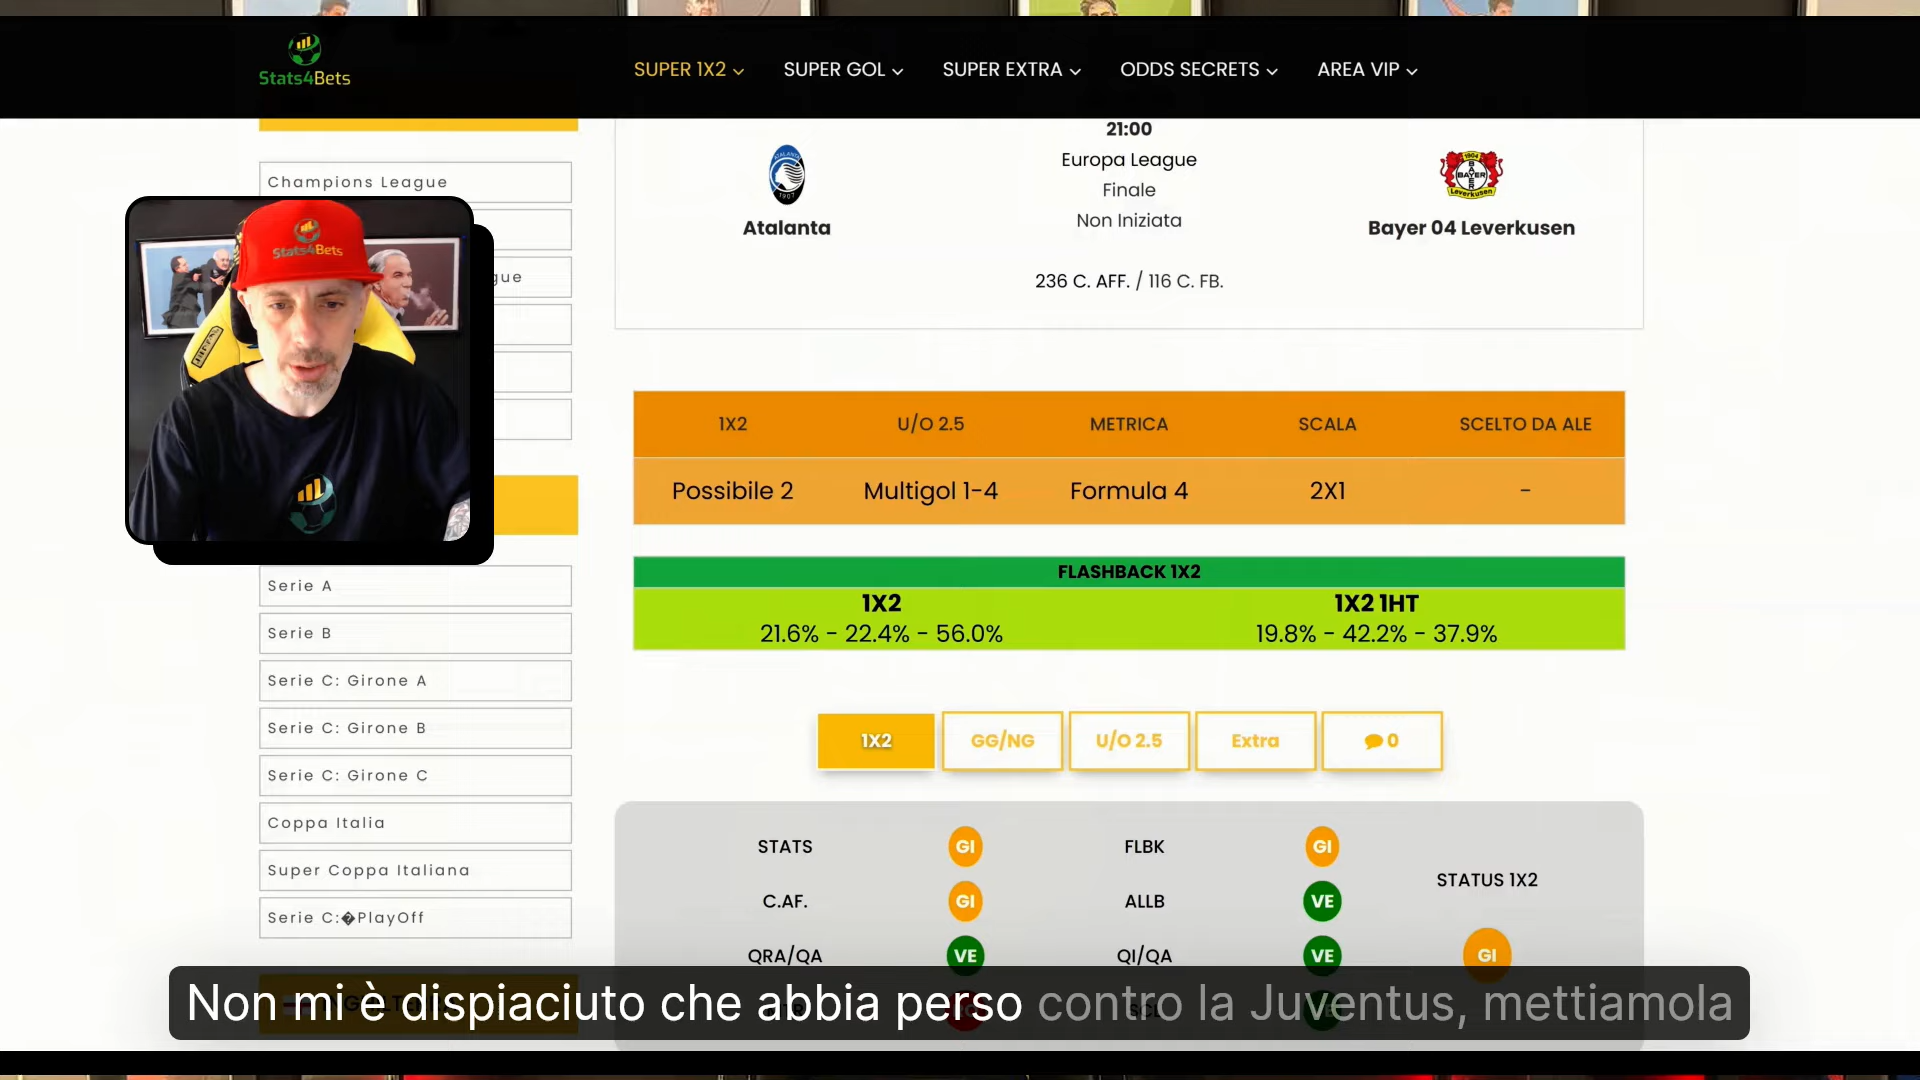 Stats4Bets
SUPER 1X2
SUPER GOL
SUPER EXTRA
ODDS SECRETS
AREA VIP
21:00
Europa League
Finale
Non Iniziata
Atalanta
Bayer 04 Leverkusen
236 C. AFF. / 116 C. FB.
Champions League
gue
Stats4Bets
1X2
U/O 2.5
METRICA
SCALA
SCELTO DA ALE
Possibile 2
Multigol 1-4
Formula 4
2X1
-
FLASHBACK 1X2
1X2
21.6% - 22.4% - 56.0%
1X2 1HT
19.8% - 42.2% - 37.9%
Serie A
Serie B
Serie C: Girone A
Serie C: Girone B
Serie C: Girone C
Coppa Italia
Super Coppa Italiana
Serie C:�PlayOff
1X2
GG/NG
U/O 2.5
Extra
0
STATS
GI
FLBK
GI
STATUS 1X2
C.AF.
GI
ALLB
VE
QRA/QA
VE
QI/QA
VE
GI
Non mi è dispiaciuto che abbia perso contro la Juventus, mettiamola